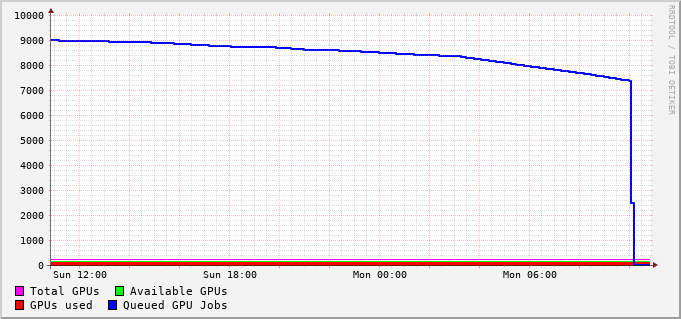 10000
9000
8000
7000
6000
5000
4000
3000
2000
1000
0
Sun 12:00 Sun 18:00 Mon 00:00 Mon 06:00
Total GPUs Available GPUs
GPUs used Queued GPU Jobs
RRDTOOL / TOBI OETIKER